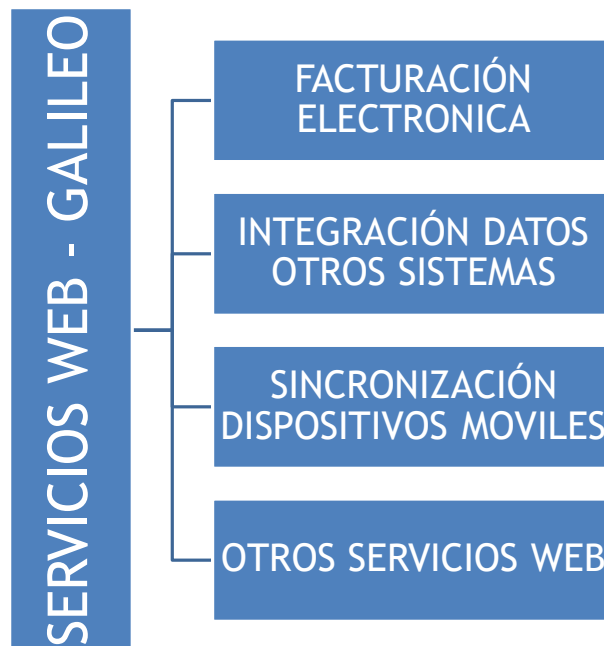 SERVICIOS WEB - GALILEO
FACTURACIÓN
ELECTRONICA
INTEGRACIÓN DATOS
OTROS SISTEMAS
SINCRONIZACIÓN
DISPOSITIVOS MOVILES
OTROS SERVICIOS WEB